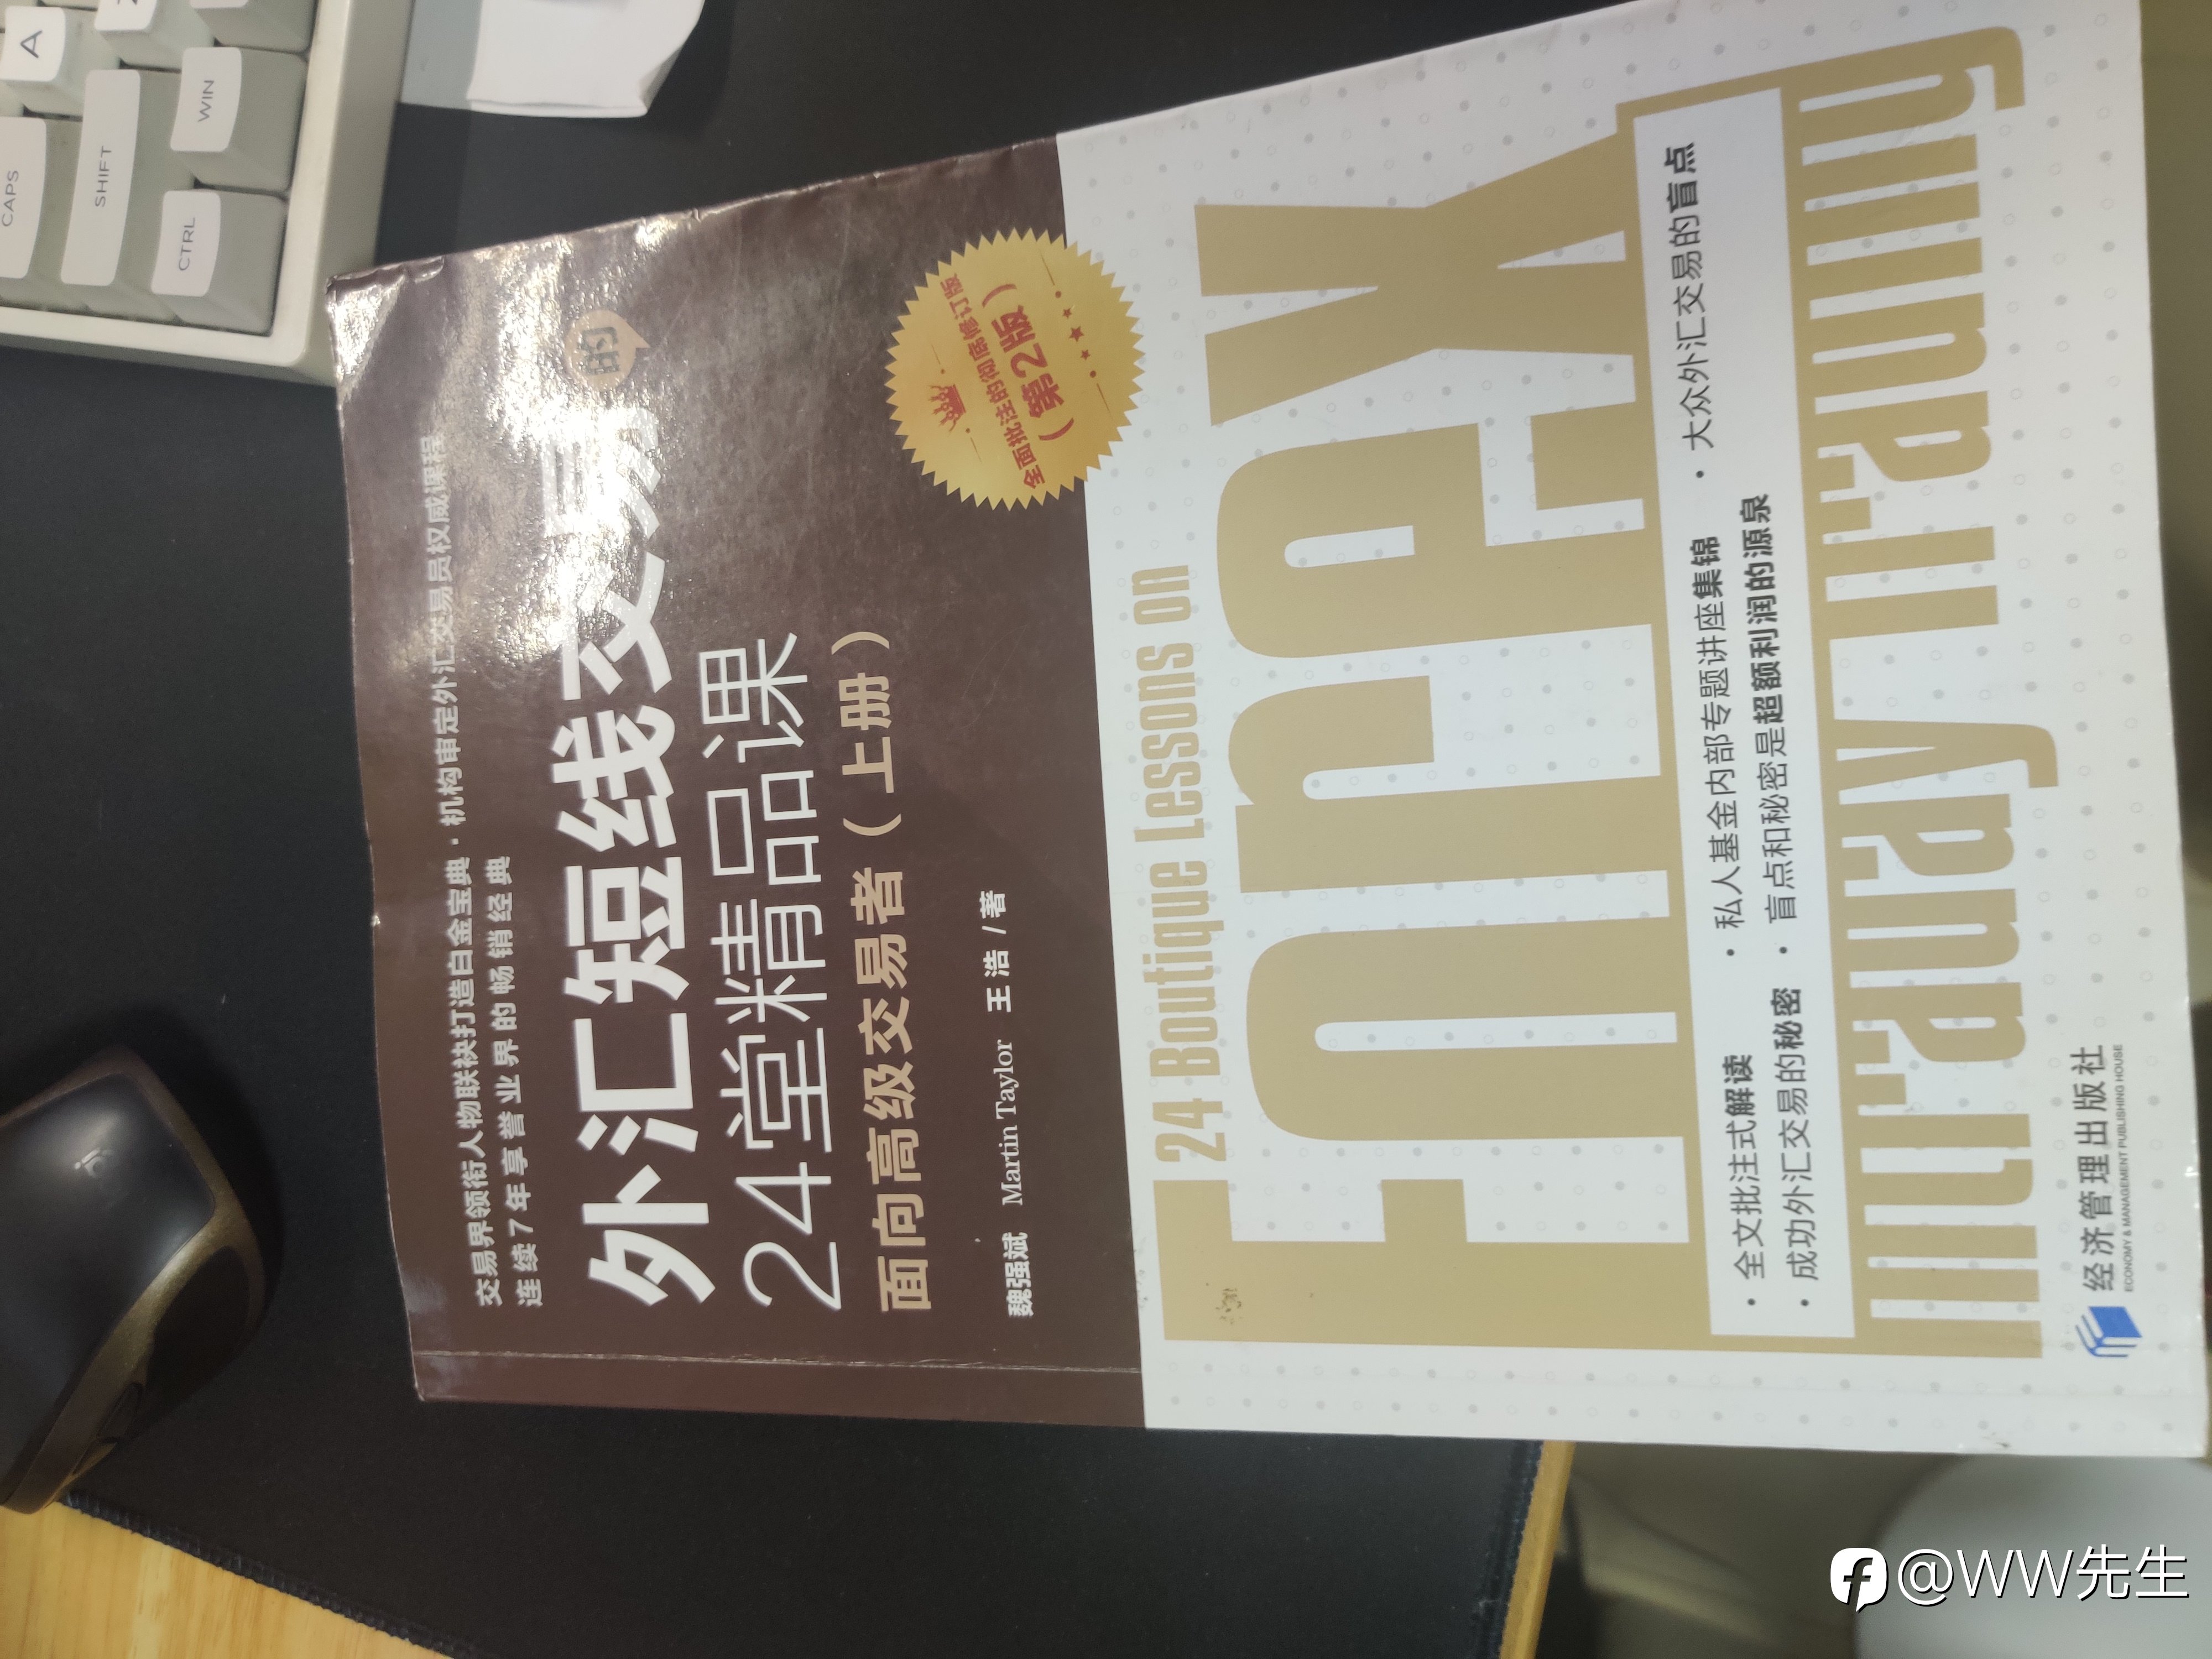 交易界领衔人物联袂打造白金宝典·机构审定外汇交易员权威课程
连续7年享誉业界的畅销经典
外汇短线交易的
24堂精品课
面向高级交易者（上册）
全面批注的彻底修订版
（第2版）
魏强斌 Martin Taylor 王浩/著
24 Boutique Lessons on
Forex
• 全文批注式解读 • 私人基金内部专题讲座集锦 • 大众外汇交易的盲点
• 成功外汇交易的秘密 • 盲点和秘密是超额利润的源泉
Intraday Trading
经济管理出版社
ECONOMY & MANAGEMENT PUBLISHING HOUSE
A
CAPS
SHIFT
Z
CTRL
WIN
@WW先生